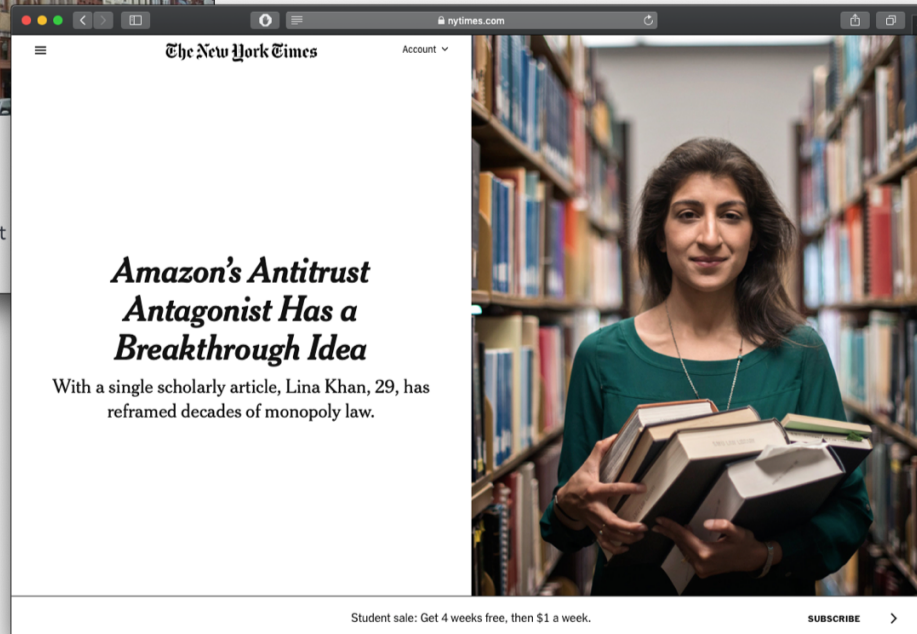 nytimes.com
The New York Times
Account
Amazon's Antitrust
Antagonist Has a
Breakthrough Idea
With a single scholarly article, Lina Khan, 29, has
reframed decades of monopoly law.
t
Student sale: Get 4 weeks free, then $1 a week.
SUBSCRIBE